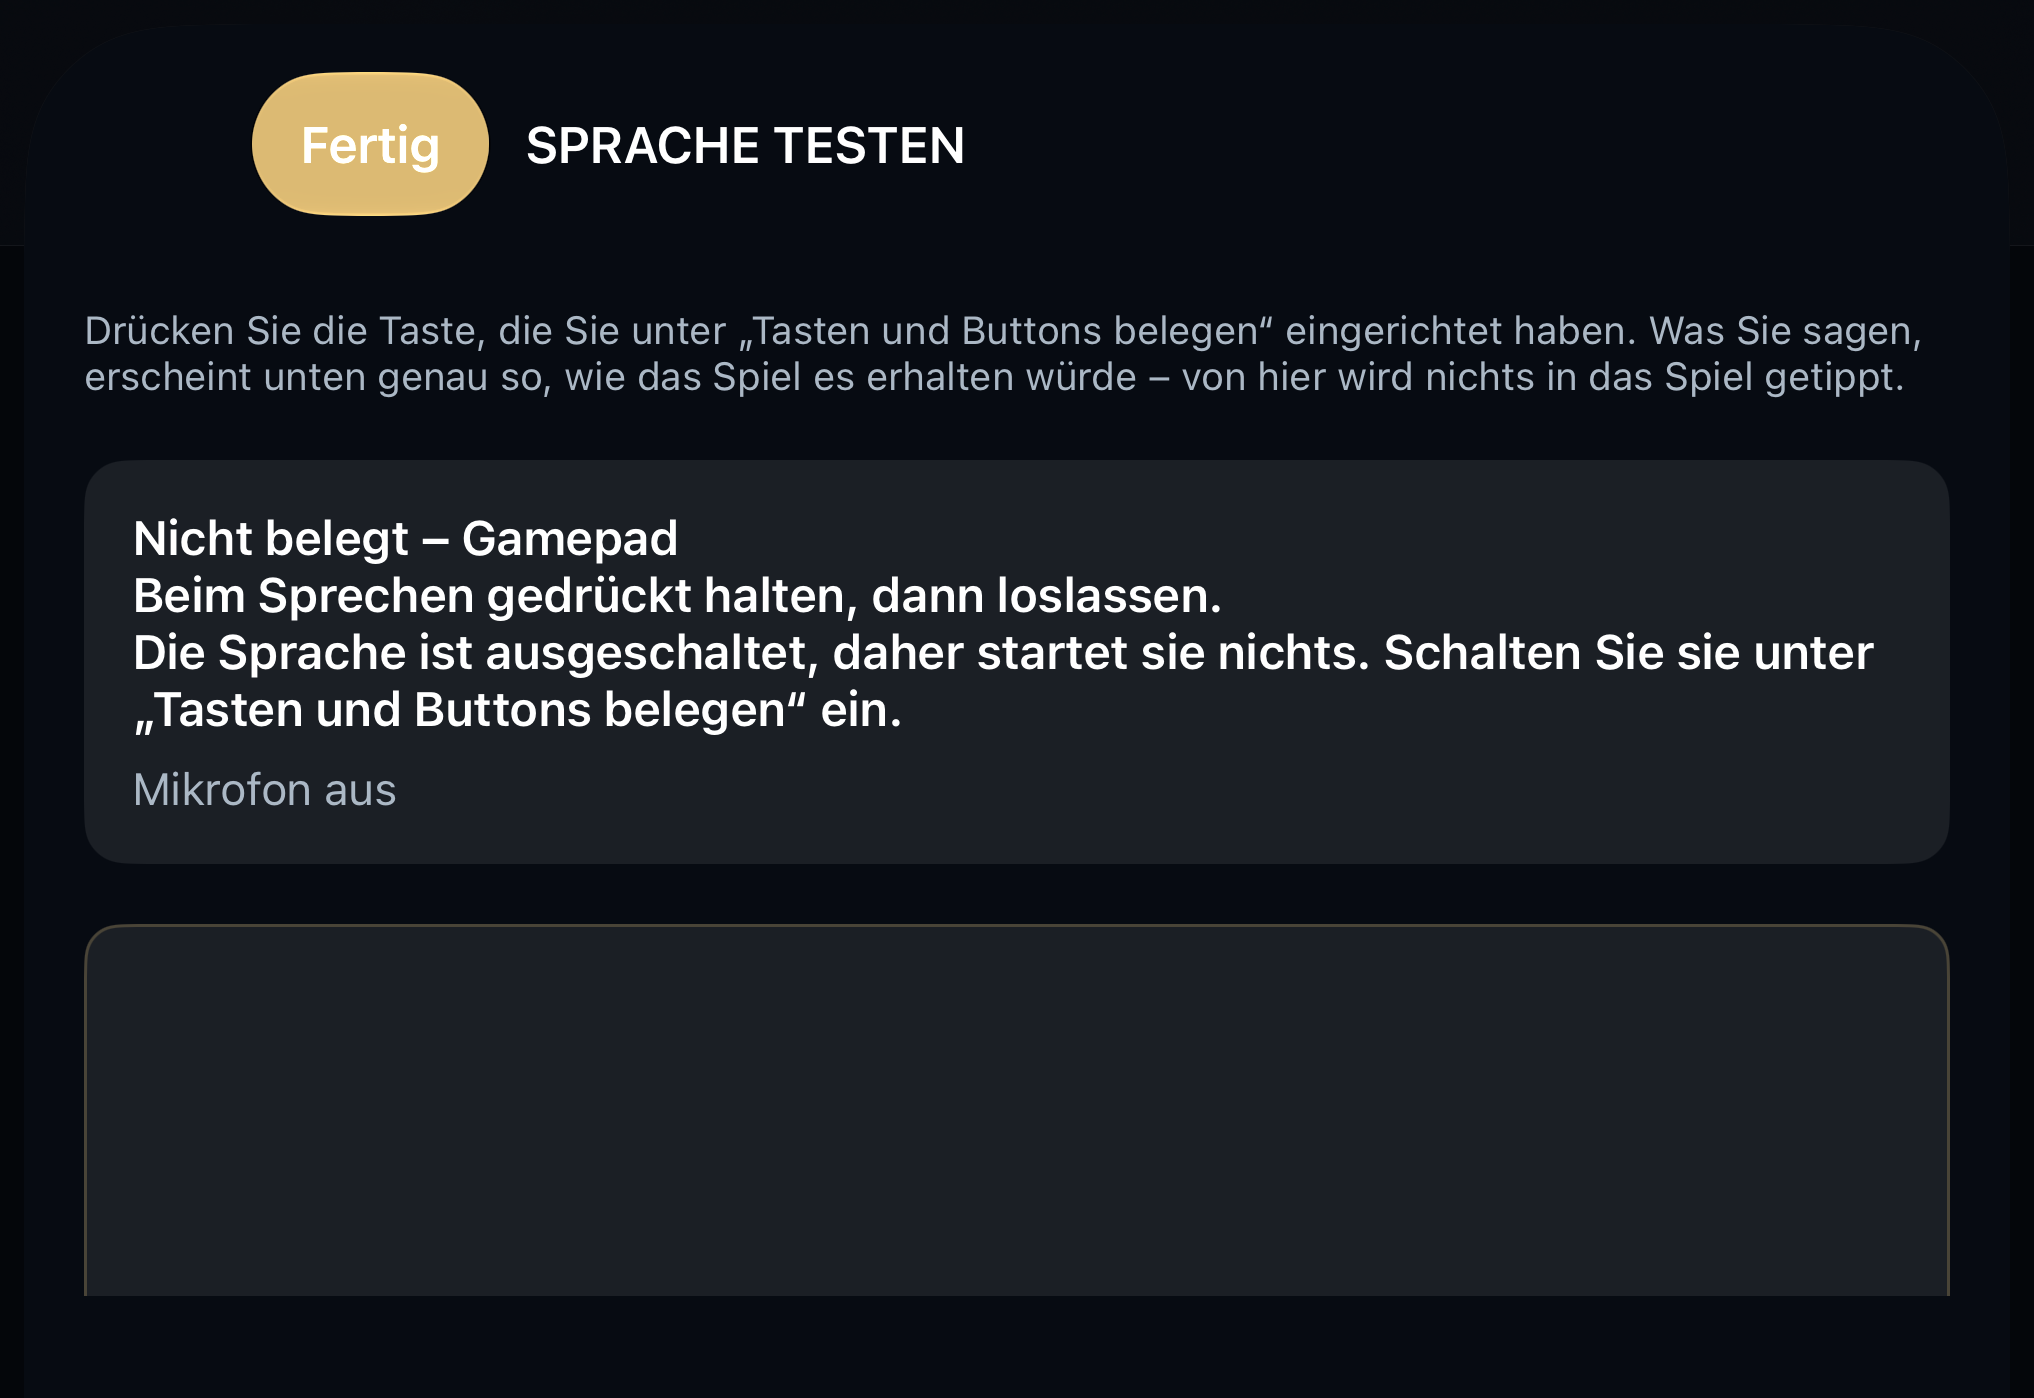 Fertig
SPRACHE TESTEN
Drücken Sie die Taste, die Sie unter „Tasten und Buttons belegen“ eingerichtet haben. Was Sie sagen,
erscheint unten genau so, wie das Spiel es erhalten würde – von hier wird nichts in das Spiel getippt.
Nicht belegt – Gamepad
Beim Sprechen gedrückt halten, dann loslassen.
Die Sprache ist ausgeschaltet, daher startet sie nichts. Schalten Sie sie unter
„Tasten und Buttons belegen“ ein.
Mikrofon aus